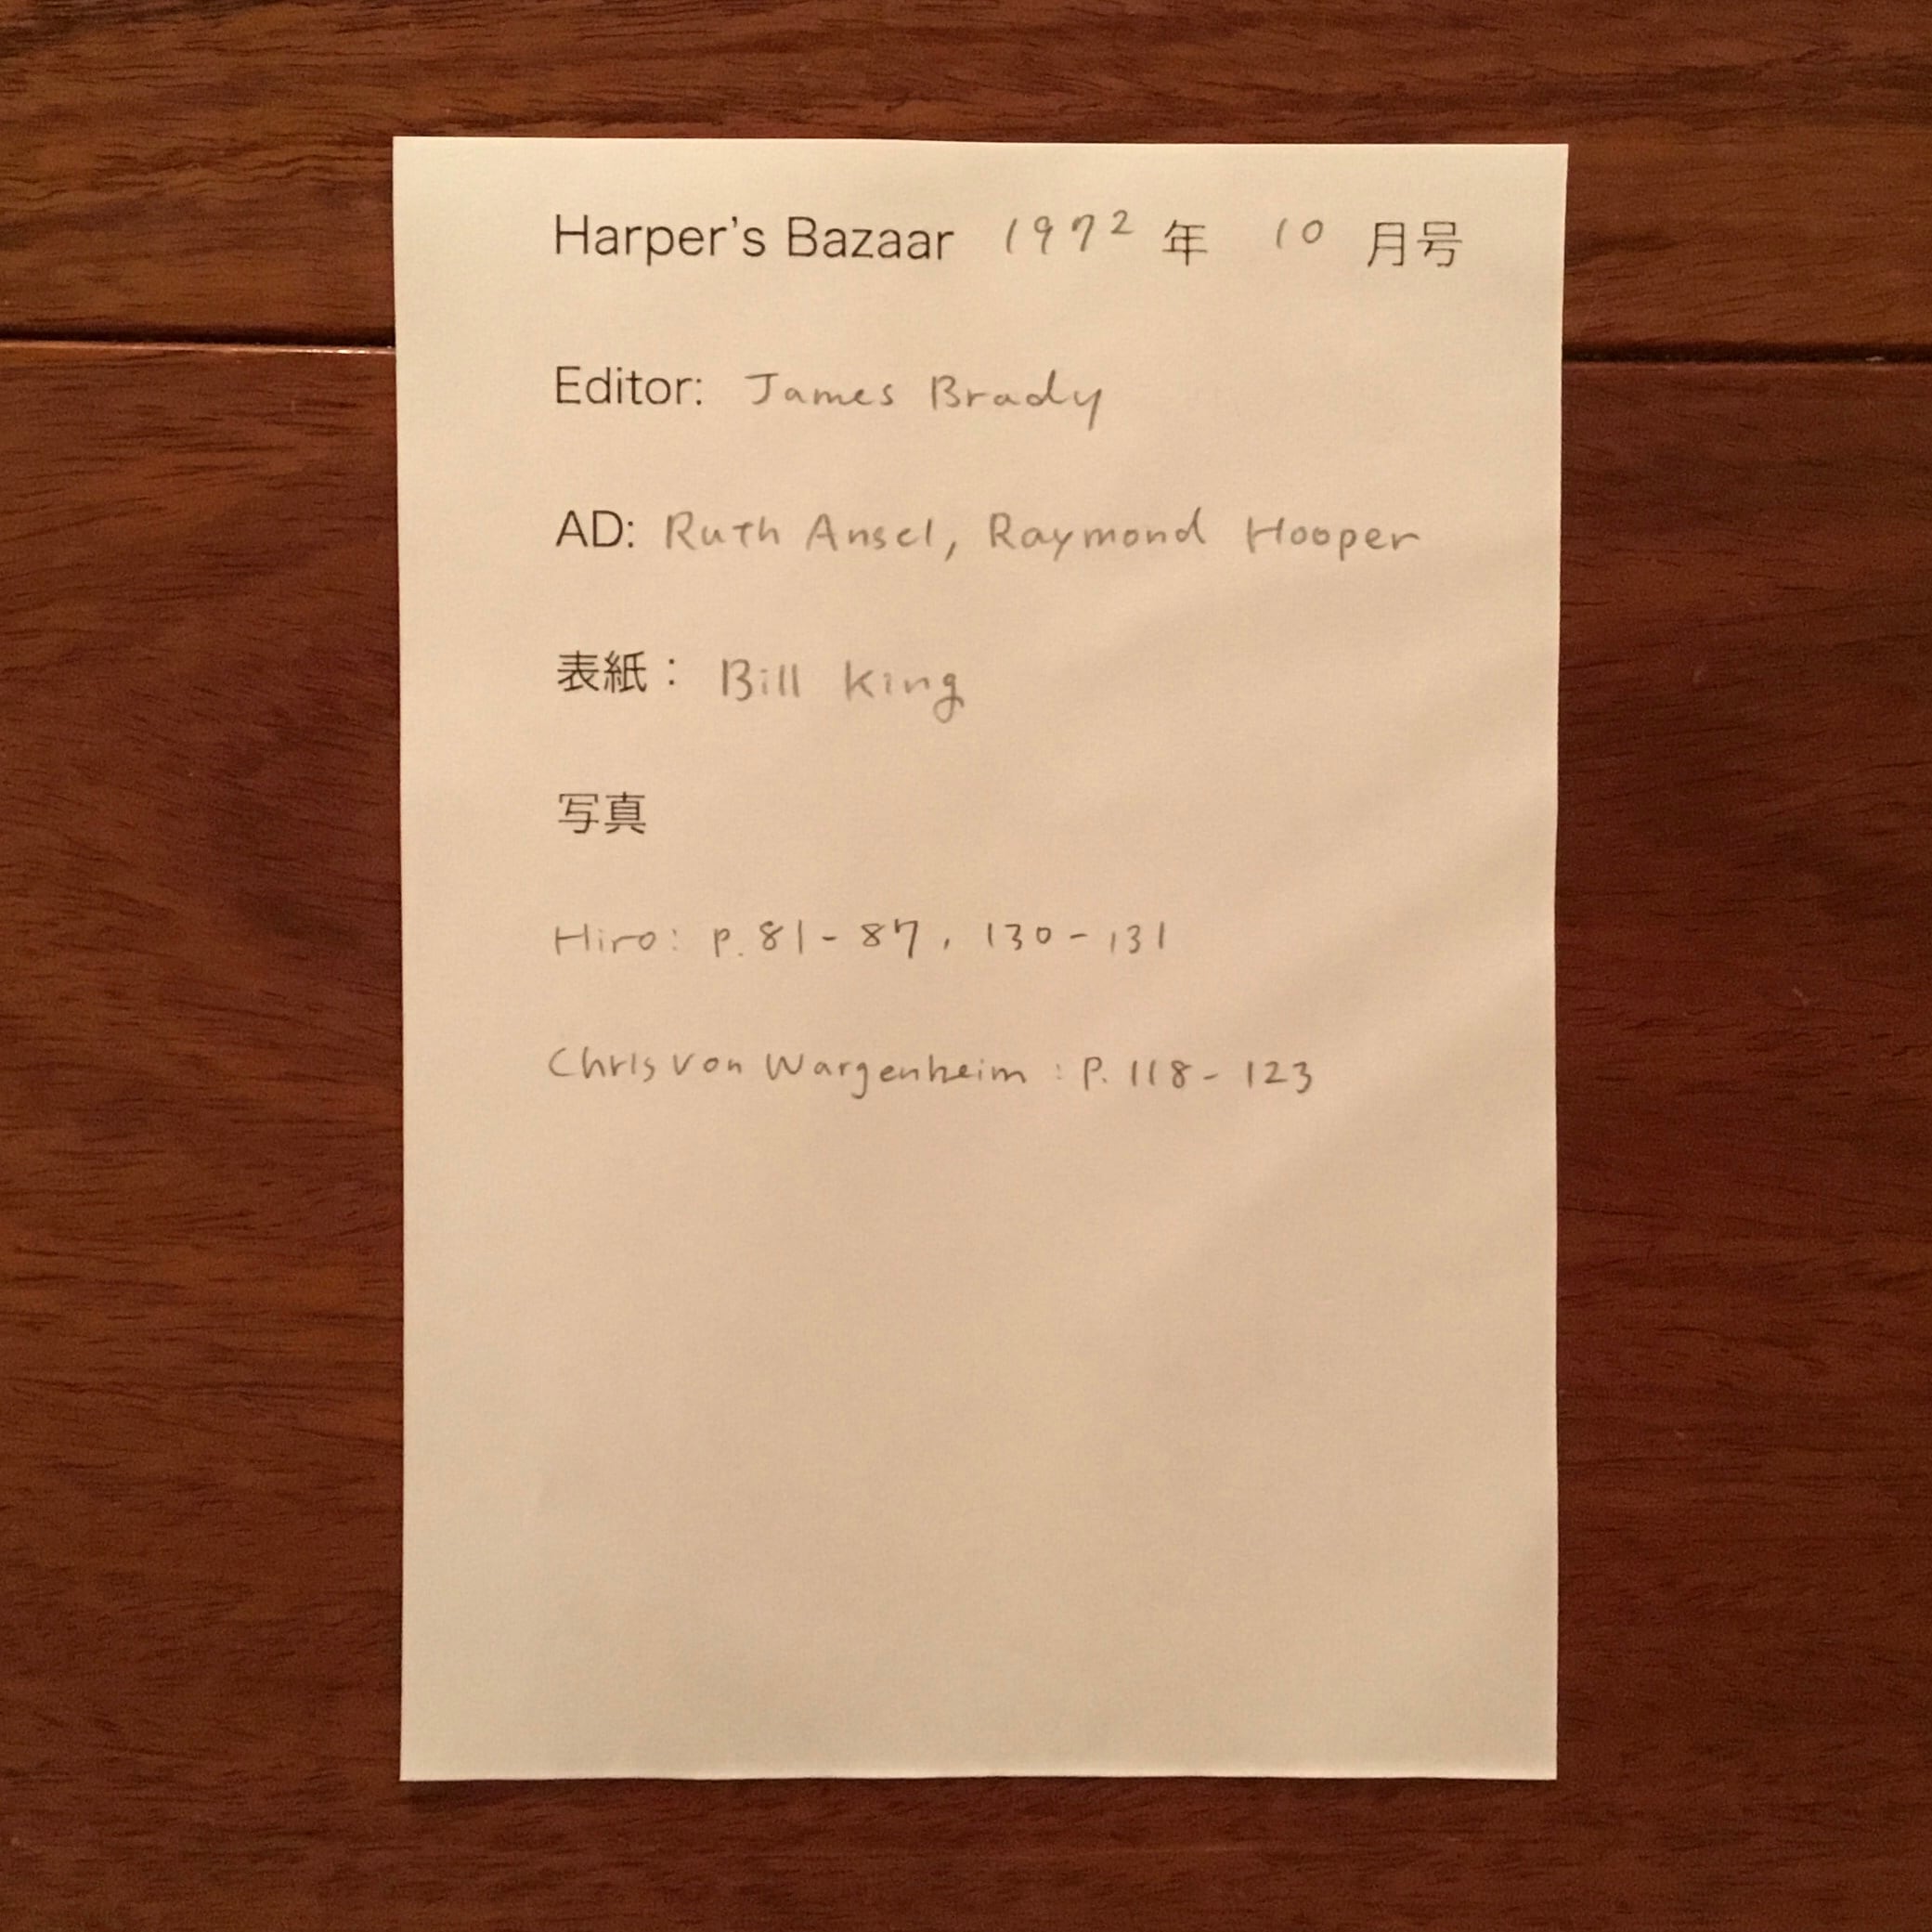 Harper's Bazaar 1972 年 10 月号
Editor: James Brady
AD: Ruth Ansel, Raymond Hooper
表紙： Bill King
写真
Hiro: p. 81-87, 130-131
Chris von Wargenheim : P. 118-123